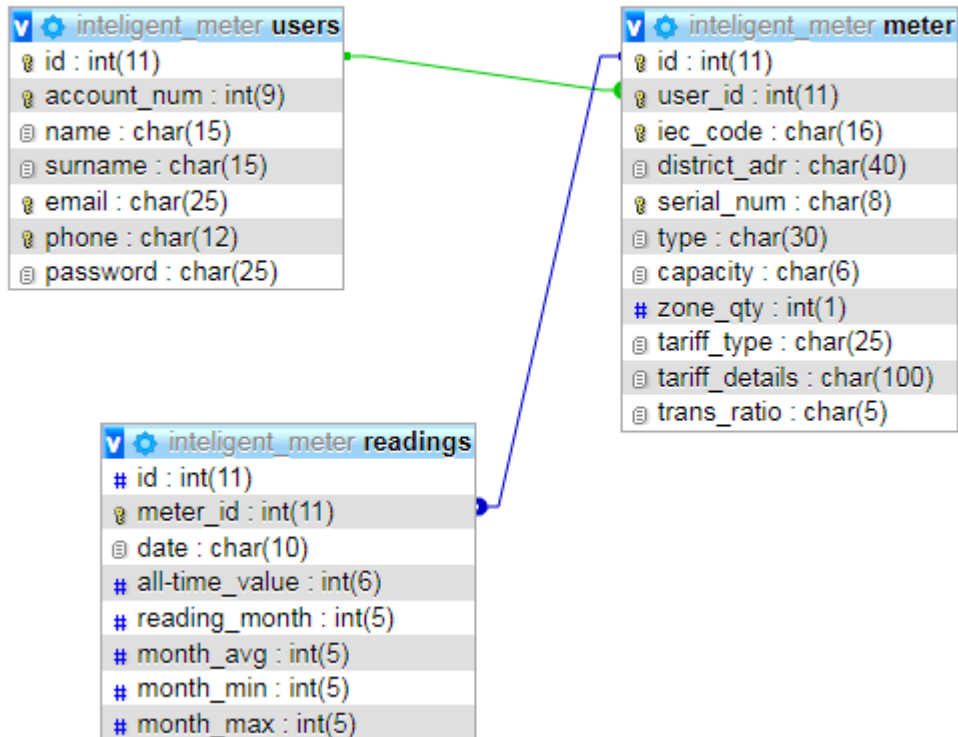 v inteligent_meter users
id : int(11)
account_num : int(9)
name : char(15)
surname : char(15)
email : char(25)
phone : char(12)
password : char(25)
v inteligent_meter meter
id : int(11)
user_id : int(11)
iec_code : char(16)
district_adr : char(40)
serial_num : char(8)
type : char(30)
capacity : char(6)
# zone_qty : int(1)
tariff_type : char(25)
tariff_details : char(100)
trans_ratio : char(5)
v inteligent_meter readings
# id : int(11)
meter_id : int(11)
date : char(10)
# all-time_value : int(6)
# reading_month : int(5)
# month_avg : int(5)
# month_min : int(5)
# month_max : int(5)